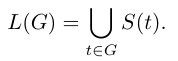 L(G) = ⋃_{t∈G} S(t).